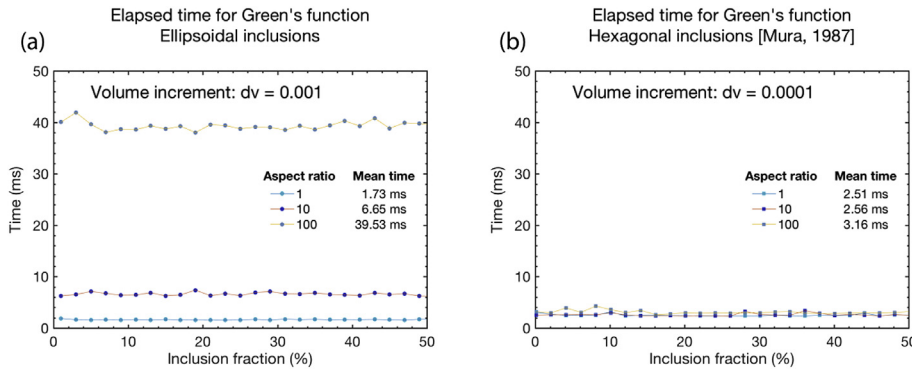 Elapsed time for Green's function
Ellipsoidal inclusions
(a)
Volume increment: dv = 0.001
Aspect ratio Mean time
1 1.73 ms
10 6.65 ms
100 39.53 ms
Time (ms)
50
40
30
20
10
0
0 10 20 30 40 50
Inclusion fraction (%)
Elapsed time for Green's function
Hexagonal inclusions [Mura, 1987]
(b)
Volume increment: dv = 0.0001
Aspect ratio Mean time
1 2.51 ms
10 2.56 ms
100 3.16 ms
Time (ms)
50
40
30
20
10
0
0 10 20 30 40 50
Inclusion fraction (%)